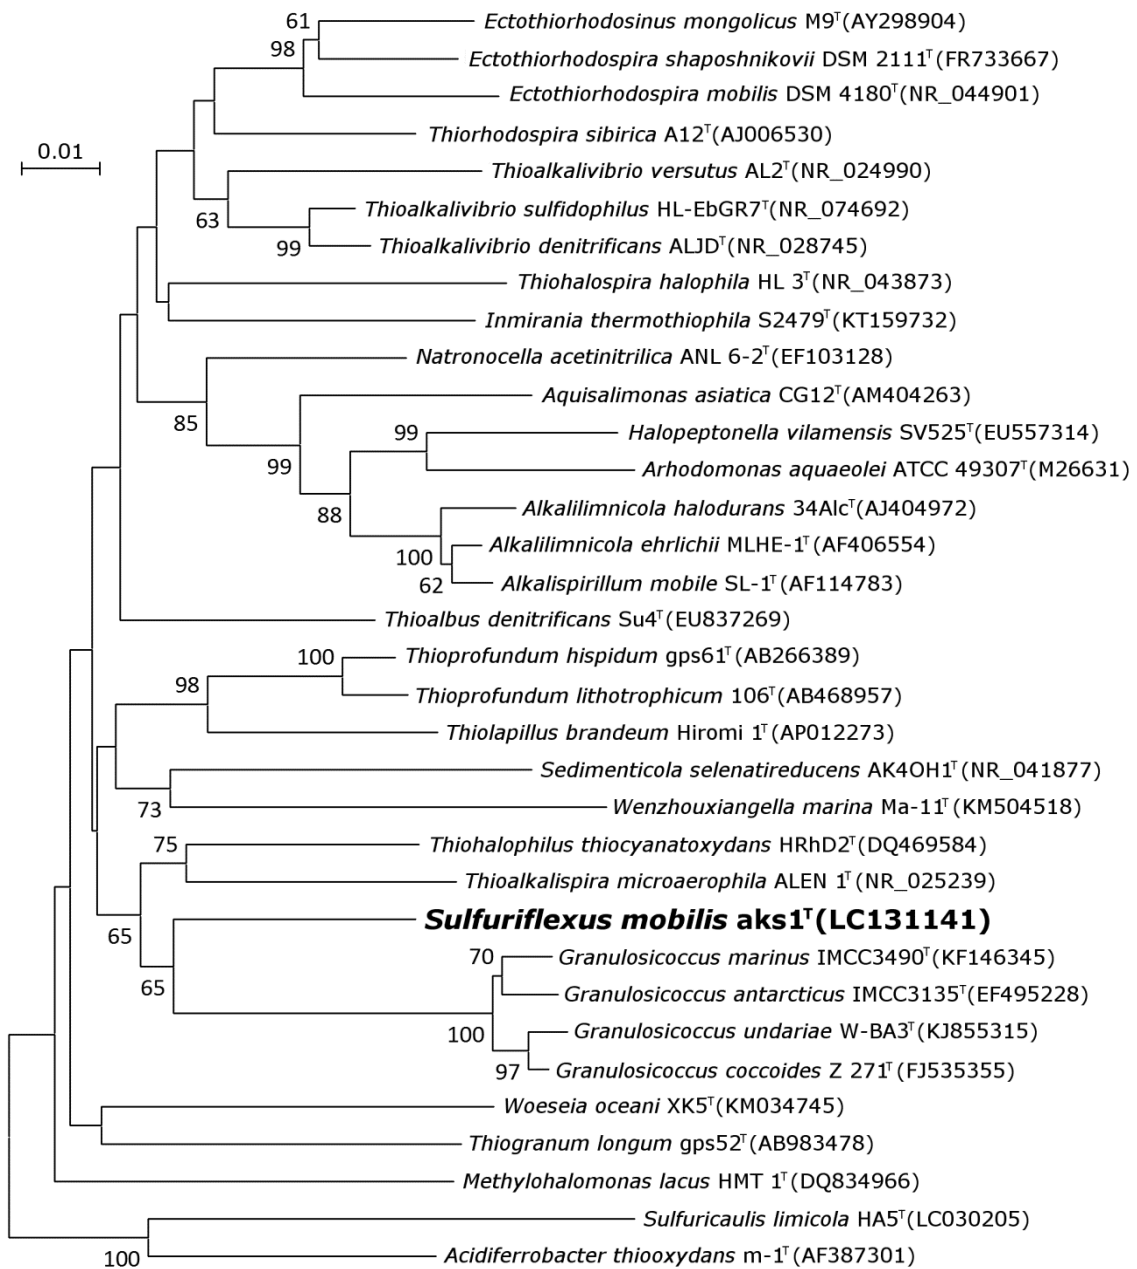 61
Ectothiorhodosinus mongolicus M9ᵀ(AY298904)
98
Ectothiorhodospira shaposhnikovii DSM 2111ᵀ(FR733667)
Ectothiorhodospira mobilis DSM 4180ᵀ(NR_044901)
Thiorhodospira sibirica A12ᵀ(AJ006530)
0.01
Thioalkalivibrio versutus AL2ᵀ(NR_024990)
63
Thioalkalivibrio sulfidophilus HL-EbGR7ᵀ(NR_074692)
99
Thioalkalivibrio denitrificans ALJDᵀ(NR_028745)
Thiohalospira halophila HL 3ᵀ(NR_043873)
Inmirania thermothiophila S2479ᵀ(KT159732)
Natronocella acetinitrilica ANL 6-2ᵀ(EF103128)
Aquisalimonas asiatica CG12ᵀ(AM404263)
85
99
Halopeptonella vilamensis SV525ᵀ(EU557314)
99
Arhodomonas aquaeolei ATCC 49307ᵀ(M26631)
88
Alkalilimnicola halodurans 34Alcᵀ(AJ404972)
100
Alkalilimnicola ehrlichii MLHE-1ᵀ(AF406554)
62
Alkalispirillum mobile SL-1ᵀ(AF114783)
Thioalbus denitrificans Su4ᵀ(EU837269)
100
Thioprofundum hispidum gps61ᵀ(AB266389)
98
Thioprofundum lithotrophicum 106ᵀ(AB468957)
Thiolapillus brandeum Hiromi 1ᵀ(AP012273)
Sedimenticola selenatireducens AK4OH1ᵀ(NR_041877)
73
Wenzhouxiangella marina Ma-11ᵀ(KM504518)
75
Thiohalophilus thiocyanatoxydans HRhD2ᵀ(DQ469584)
Thioalkalispira microaerophila ALEN 1ᵀ(NR_025239)
65
Sulfuriflexus mobilis aks1ᵀ(LC131141)
70
Granulosicoccus marinus IMCC3490ᵀ(KF146345)
65
Granulosicoccus antarcticus IMCC3135ᵀ(EF495228)
100
Granulosicoccus undariae W-BA3ᵀ(KJ855315)
97
Granulosicoccus coccoides Z 271ᵀ(FJ535355)
Woeseia oceani XK5ᵀ(KM034745)
Thiogranum longum gps52ᵀ(AB983478)
Methylohalomonas lacus HMT 1ᵀ(DQ834966)
Sulfuricaulis limicola HA5ᵀ(LC030205)
100
Acidiferrobacter thiooxydans m-1ᵀ(AF387301)